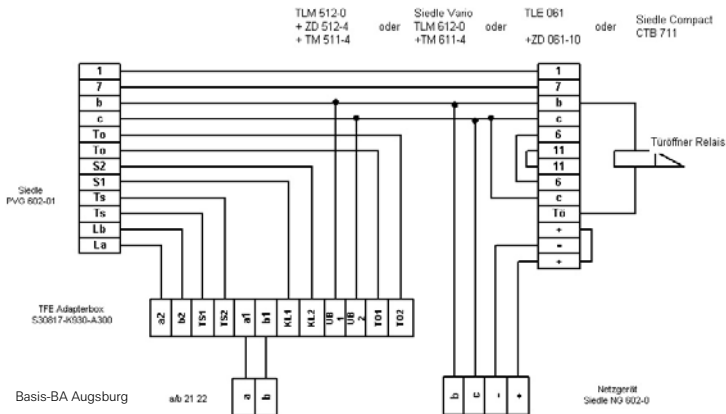 TLM 512-0
+ ZD 512-4
+ TM 511-4
oder
Siedle Vario
TLM 612-0
+TM 611-4
oder
TLE 061
+ZD 061-10
oder
Siedle Compact
CTB 711
1
7
b
c
To
To
S2
S1
Ts
Ts
Lb
La
Siedle
PVG 602-01
1
7
b
c
6
11
11
6
c
To
+
-
+
Türöffner Relais
TFE Adapterbox
S30817-K930-A300
a2
b2
TS1
TS2
a1
b1
KL1
KL2
UB 1
UB 2
TO1
TO2
Basis-BA Augsburg
a/b 21 22
a
b
b
c
-
+
Netzgerät
Siedle NG 602-0